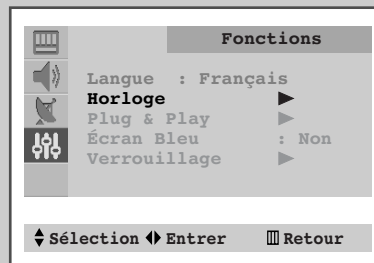 Fonctions
Langue : Français
Horloge ▶
Plug & Play ▶
Écran Bleu : Non
Verrouillage ▶
Sélection Entrer Retour